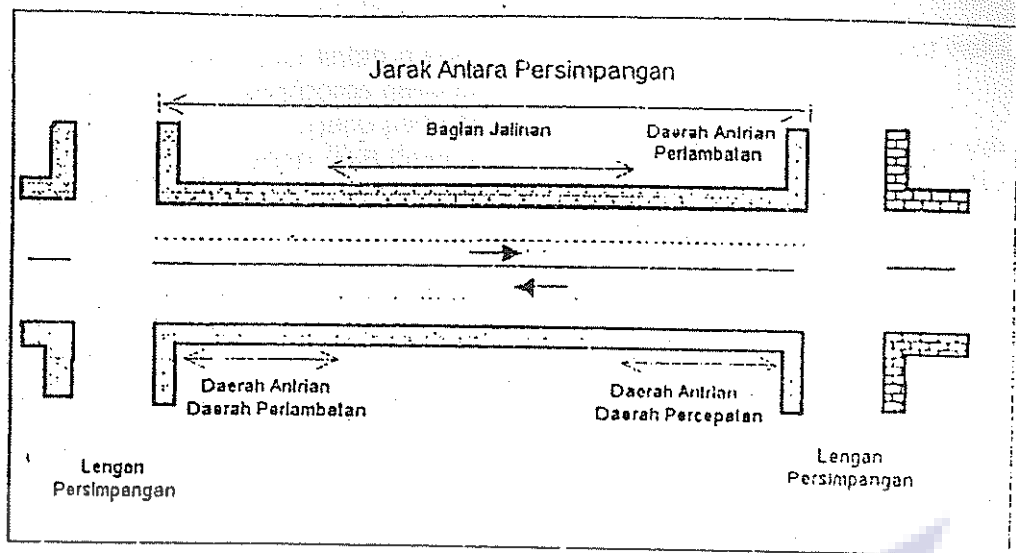 Jarak Antara Persimpangan
Bagian Jalinan
Daerah Antrian
Perlambatan
Daerah Antrian
Daerah Perlambatan
Daerah Antrian
Daerah Percepatan
Lengan
Persimpangan
Lengan
Persimpangan